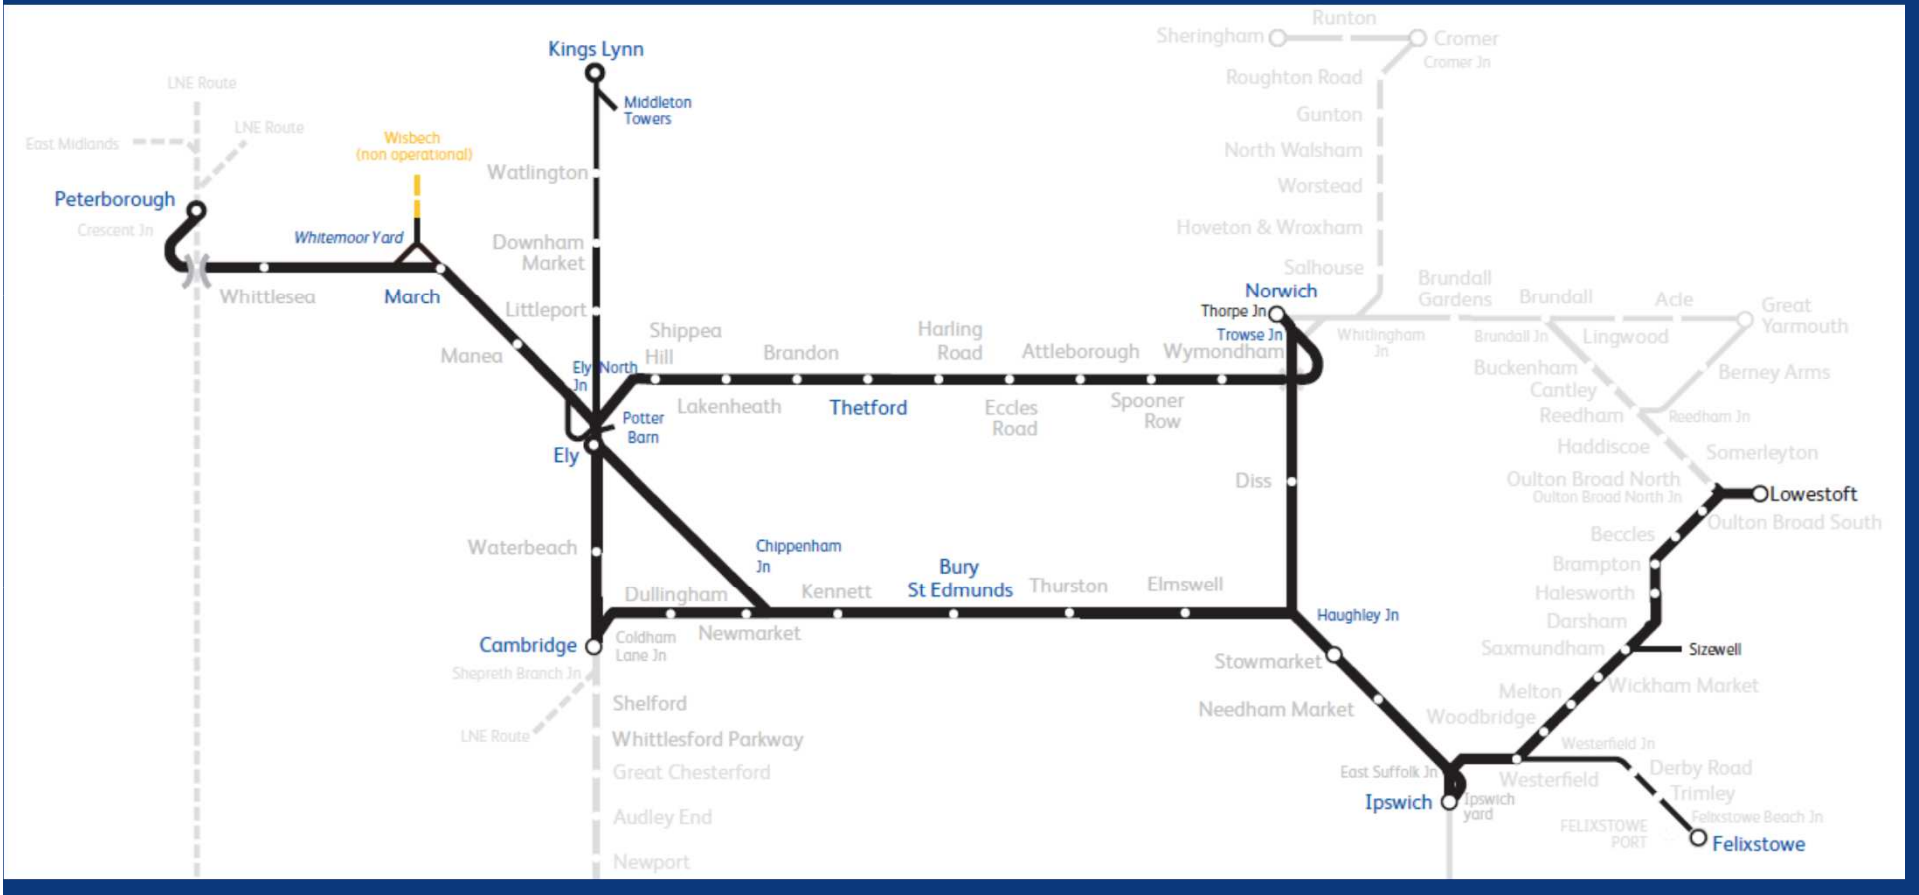 Runton
Sheringham
Cromer
Cromer Jn
Kings Lynn
Roughton Road
LNE Route
Middleton
Towers
Gunton
LNE Route
East Midlands
Wisbech
(non operational)
North Walsham
Watlington
Worstead
Peterborough
Crescent Jn
Whitemoor Yard
Hoveton & Wroxham
Downham
Market
Salhouse
Brundall
Gardens
Brundall
Acle
Great
Yarmouth
Whittlesea
March
Norwich
Thorpe Jn
Trowse Jn
Littleport
Whitlingham
Jn
Brundall Jn
Lingwood
Shippea
Hill
Brandon
Harling
Road
Attleborough
Wymondham
Manea
Ely North
Jn
Buckenham
Berney Arms
Cantley
Reedham
Reedham Jn
Lakenheath
Thetford
Eccles
Road
Spooner
Row
Potter
Barn
Ely
Haddiscoe
Somerleyton
Diss
Oulton Broad North
Oulton Broad North Jn
Lowestoft
Oulton Broad South
Beccles
Waterbeach
Chippenham
Jn
Bury
St Edmunds
Brampton
Dullingham
Kennett
Thurston
Elmswell
Halesworth
Haughley Jn
Darsham
Newmarket
Cambridge
Coldham
Lane Jn
Saxmundham
Sizewell
Stowmarket
Shepreth Branch Jn
Wickham Market
Melton
Shelford
Needham Market
Woodbridge
LNE Route
Whittlesford Parkway
Westerfield Jn
Great Chesterford
East Suffolk Jn
Westerfield
Derby Road
Trimley
Ipswich
Ipswich
yard
Audley End
Felixstowe Beach Jn
FELIXSTOWE
PORT
Felixstowe
Newport